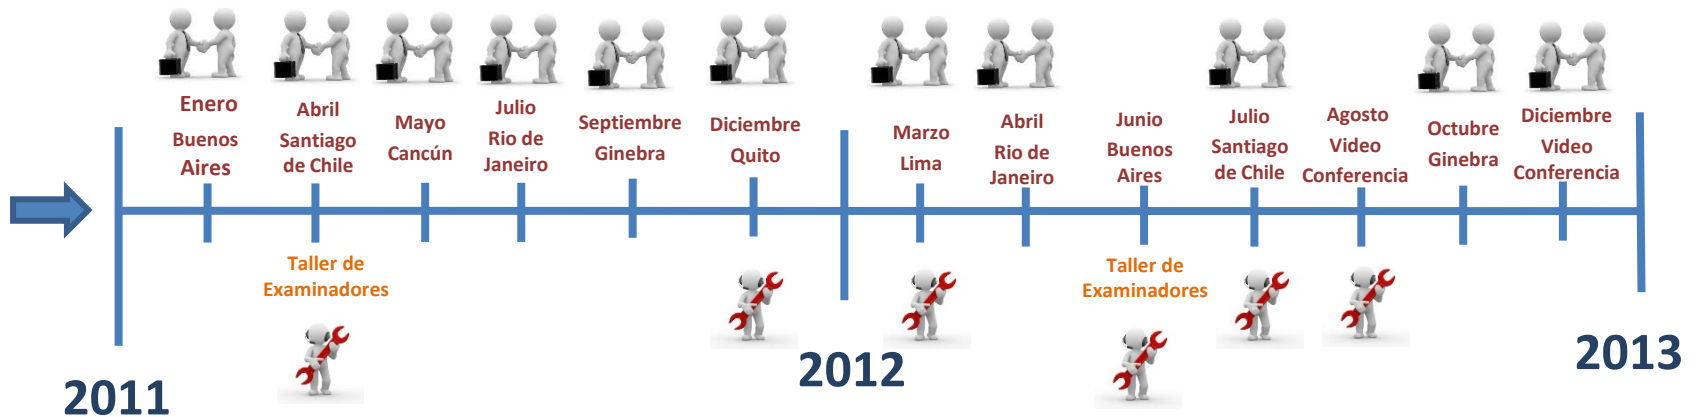 Enero
Buenos
Aires
Abril
Santiago
de Chile
Mayo
Cancún
Julio
Rio de
Janeiro
Septiembre
Ginebra
Diciembre
Quito
Marzo
Lima
Abril
Rio de
Janeiro
Junio
Buenos
Aires
Julio
Santiago
de Chile
Agosto
Video
Conferencia
Octubre
Ginebra
Diciembre
Video
Conferencia
Taller de
Examinadores
Taller de
Examinadores
2011
2012
2013